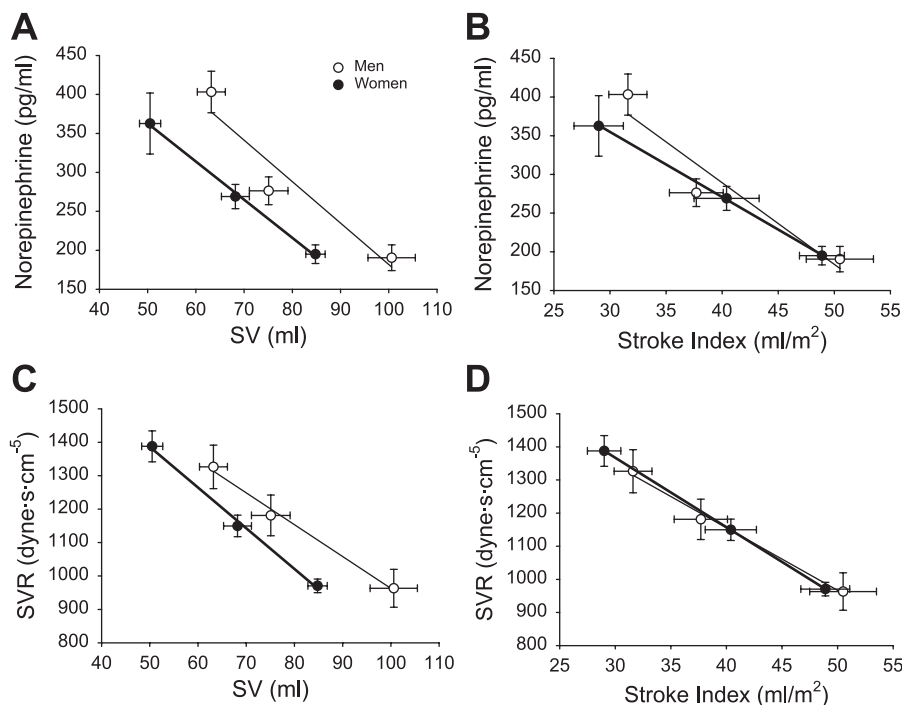 A
450
400
350
300
250
200
150
Norepinephrine (pg/ml)
Men
Women
40 50 60 70 80 90 100 110
SV (ml)
B
450
400
350
300
250
200
150
Norepinephrine (pg/ml)
25 30 35 40 45 50 55
Stroke Index (ml/m²)
C
1500
1400
1300
1200
1100
1000
900
800
SVR (dyne·s·cm⁻⁵)
40 50 60 70 80 90 100 110
SV (ml)
D
1500
1400
1300
1200
1100
1000
900
800
SVR (dyne·s·cm⁻⁵)
25 30 35 40 45 50 55
Stroke Index (ml/m²)